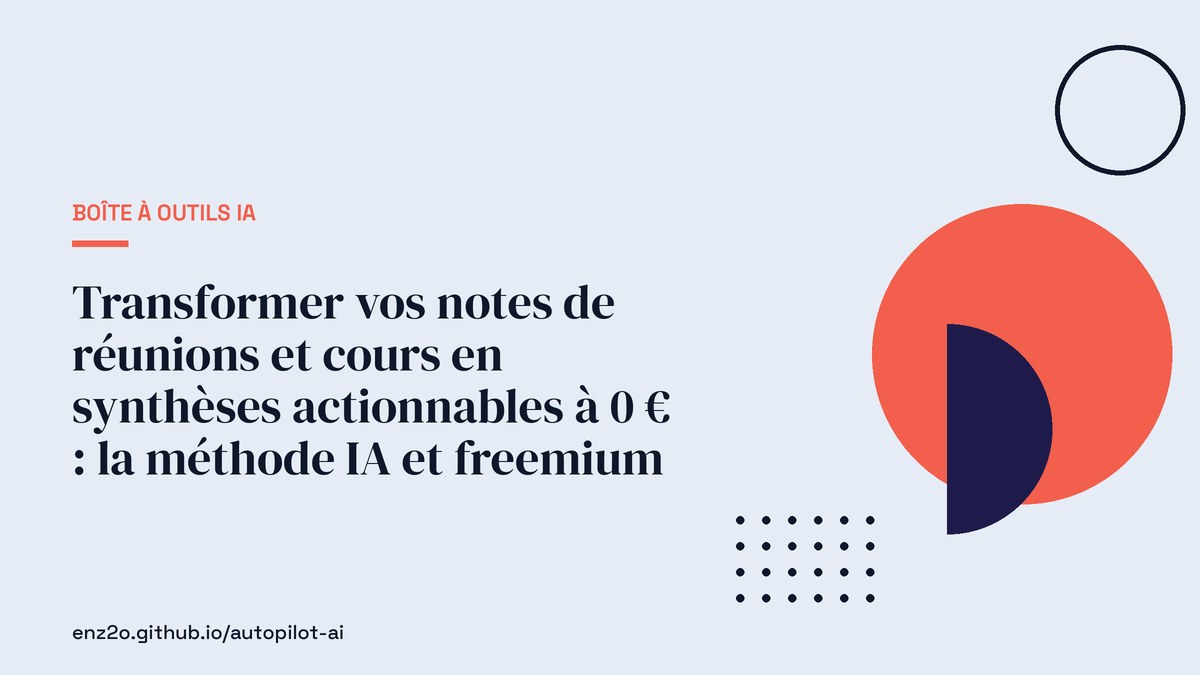 BOÎTE À OUTILS IA
Transformer vos notes de
réunions et cours en
synthèses actionnables à 0 €
: la méthode IA et freemium
enz2o.github.io/autopilot-ai